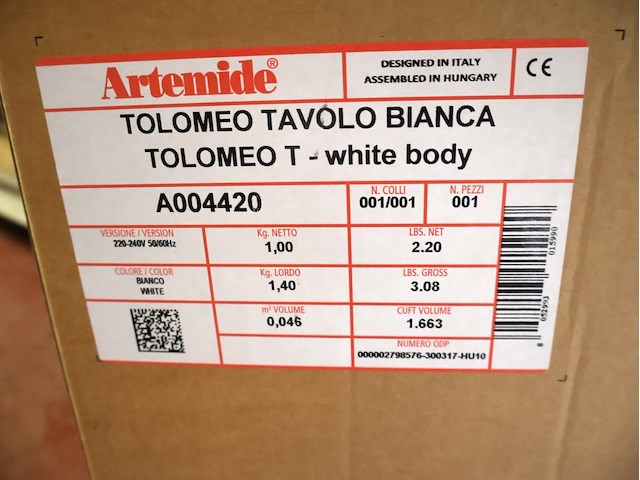 Artemide®
DESIGNED IN ITALY
ASSEMBLED IN HUNGARY
CE
TOLOMEO TAVOLO BIANCA
TOLOMEO T - white body
A004420
N. COLLI
001/001
N. PEZZI
001
VERSIONE / VERSION
220-240V 50/60Hz
Kg. NETTO
1,00
LBS. NET
2.20
COLORE / COLOR
BIANCO
WHITE
Kg. LORDO
1,40
LBS. GROSS
3.08
m³ VOLUME
0,046
CUFT VOLUME
1.663
NUMERO ODP
000002798576-300317-HU10
8 052993 015990